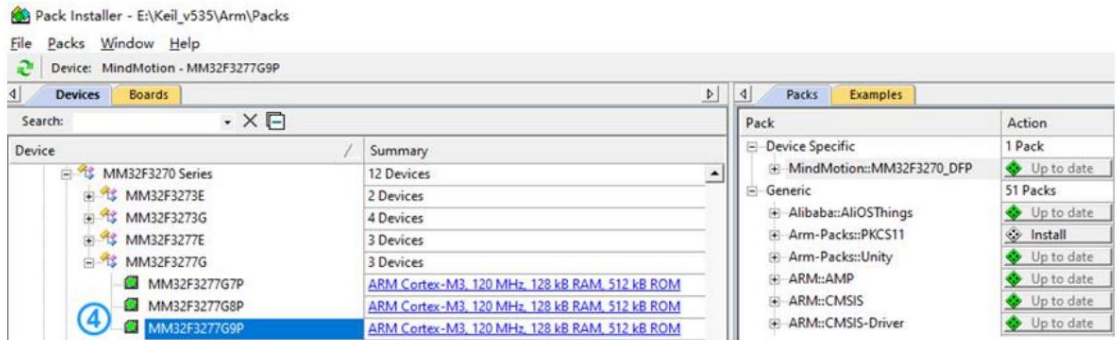 Pack Installer - E:\Keil_v535\Arm\Packs
File Packs Window Help
Device: MindMotion - MM32F3277G9P
Devices Boards
Search:
Device / Summary
MM32F3270 Series 12 Devices
MM32F3273E 2 Devices
MM32F3273G 4 Devices
MM32F3277E 3 Devices
MM32F3277G 3 Devices
MM32F3277G7P ARM Cortex-M3, 120 MHz, 128 kB RAM, 512 kB ROM
MM32F3277G8P ARM Cortex-M3, 120 MHz, 128 kB RAM, 512 kB ROM
4 MM32F3277G9P ARM Cortex-M3, 120 MHz, 128 kB RAM, 512 kB ROM
Packs Examples
Pack Action
Device Specific 1 Pack
MindMotion::MM32F3270_DFP Up to date
Generic 51 Packs
Alibaba::AliOSThings Up to date
Arm-Packs::PKCS11 Install
Arm-Packs::Unity Up to date
ARM::AMP Up to date
ARM::CMSIS Up to date
ARM::CMSIS-Driver Up to date